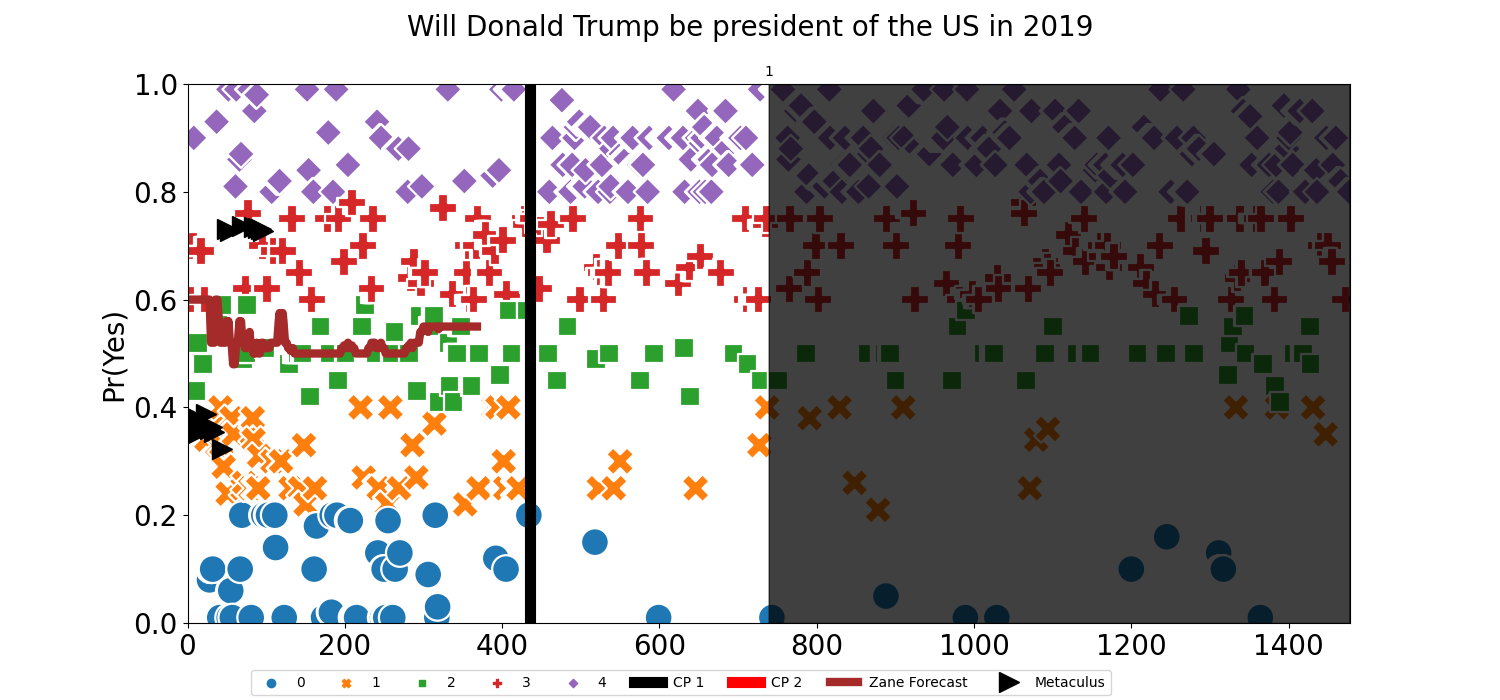 Will Donald Trump be president of the US in 2019
1
1.0
0.8
0.6
0.4
0.2
0.0
Pr(Yes)
0 200 400 600 800 1000 1200 1400
0 1 2 3 4 CP 1 CP 2 Zane Forecast Metaculus